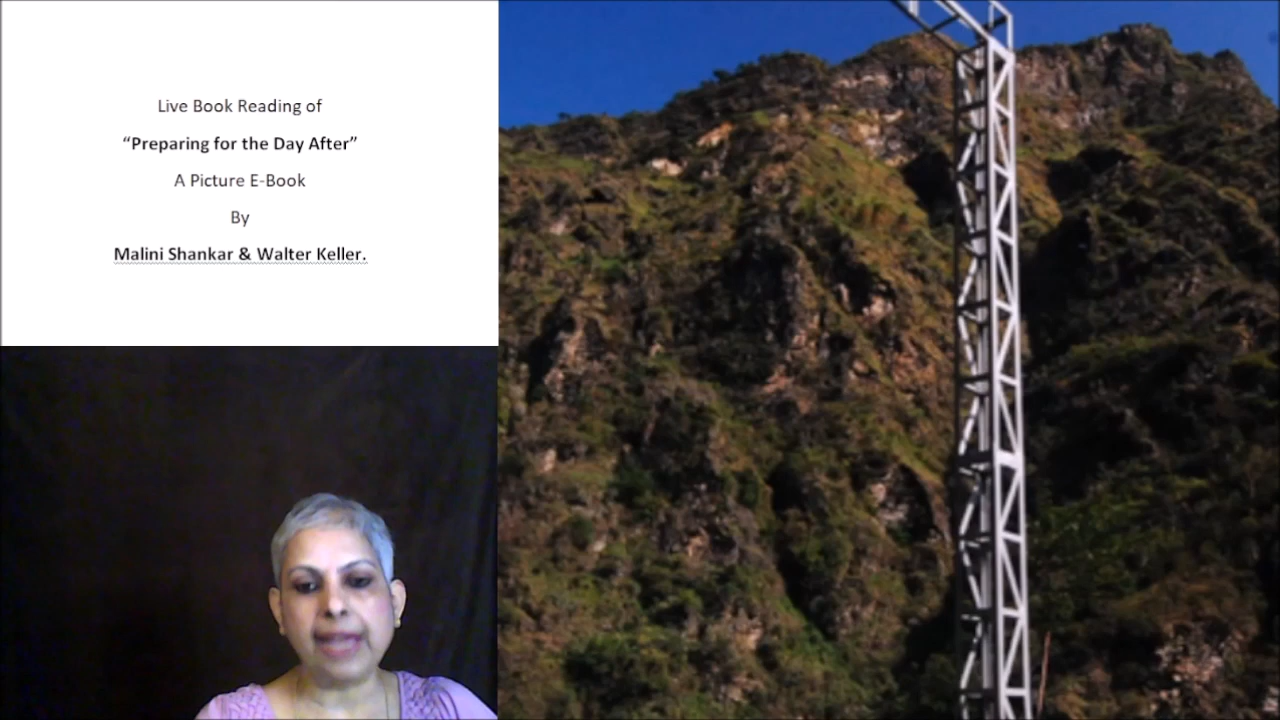 Live Book Reading of
“Preparing for the Day After”
A Picture E-Book
By
Malini Shankar & Walter Keller.